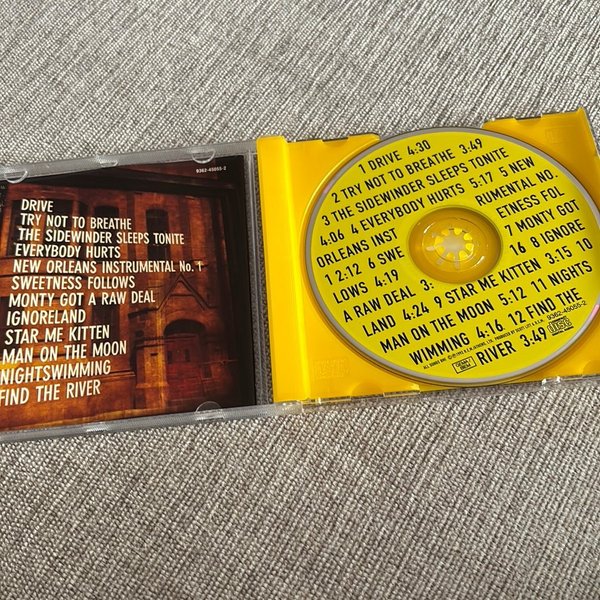 9362-45055-2
DRIVE
TRY NOT TO BREATHE
THE SIDEWINDER SLEEPS TONITE
EVERYBODY HURTS
NEW ORLEANS INSTRUMENTAL No. 1
SWEETNESS FOLLOWS
MONTY GOT A RAW DEAL
IGNORELAND
STAR ME KITTEN
MAN ON THE MOON
NIGHTSWIMMING
FIND THE RIVER
1 DRIVE 4:30
2 TRY NOT TO BREATHE 3:49
3 THE SIDEWINDER SLEEPS TONITE
4:06 4 EVERYBODY HURTS 5:17 5 NEW
ORLEANS INST RUMENTAL NO.
1 2:12 6 SWE ETNESS FOL
LOWS 4:19 7 MONTY GOT
A RAW DEAL 3: 16 8 IGNORE
LAND 4:24 9 STAR ME KITTEN 3:15 10
MAN ON THE MOON 5:12 11 NIGHTS
WIMMING 4:16 12 FIND THE
RIVER 3:49
9362-45055-2